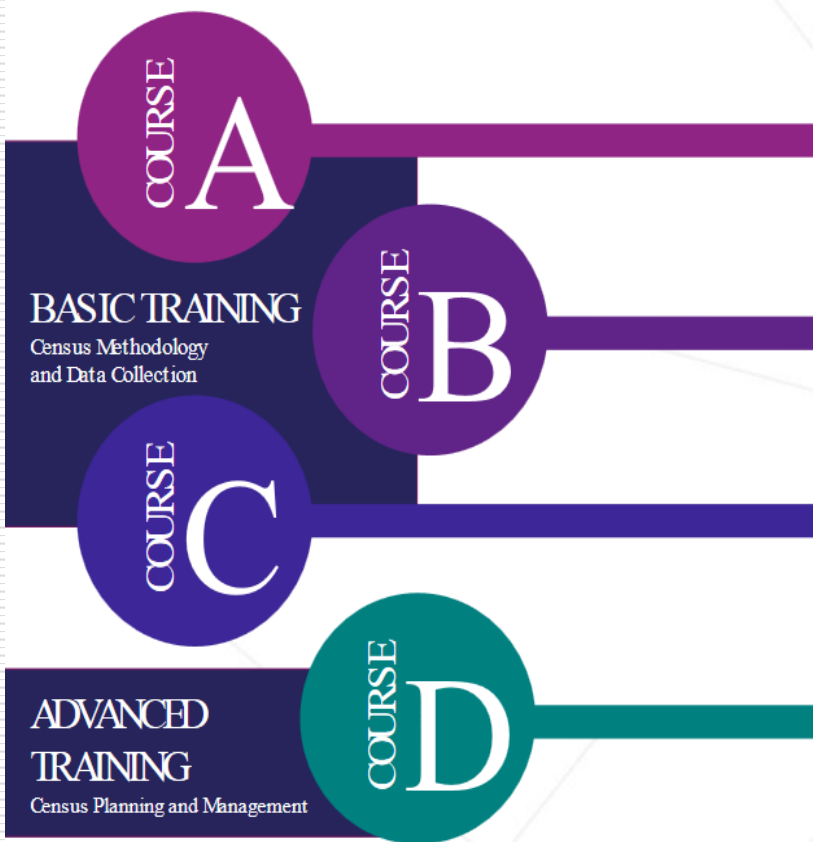 COURSE
A
BASIC TRAINING
Census Methodology
and Data Collection
COURSE
B
COURSE
C
ADVANCED
TRAINING
Census Planning and Management
COURSE
D